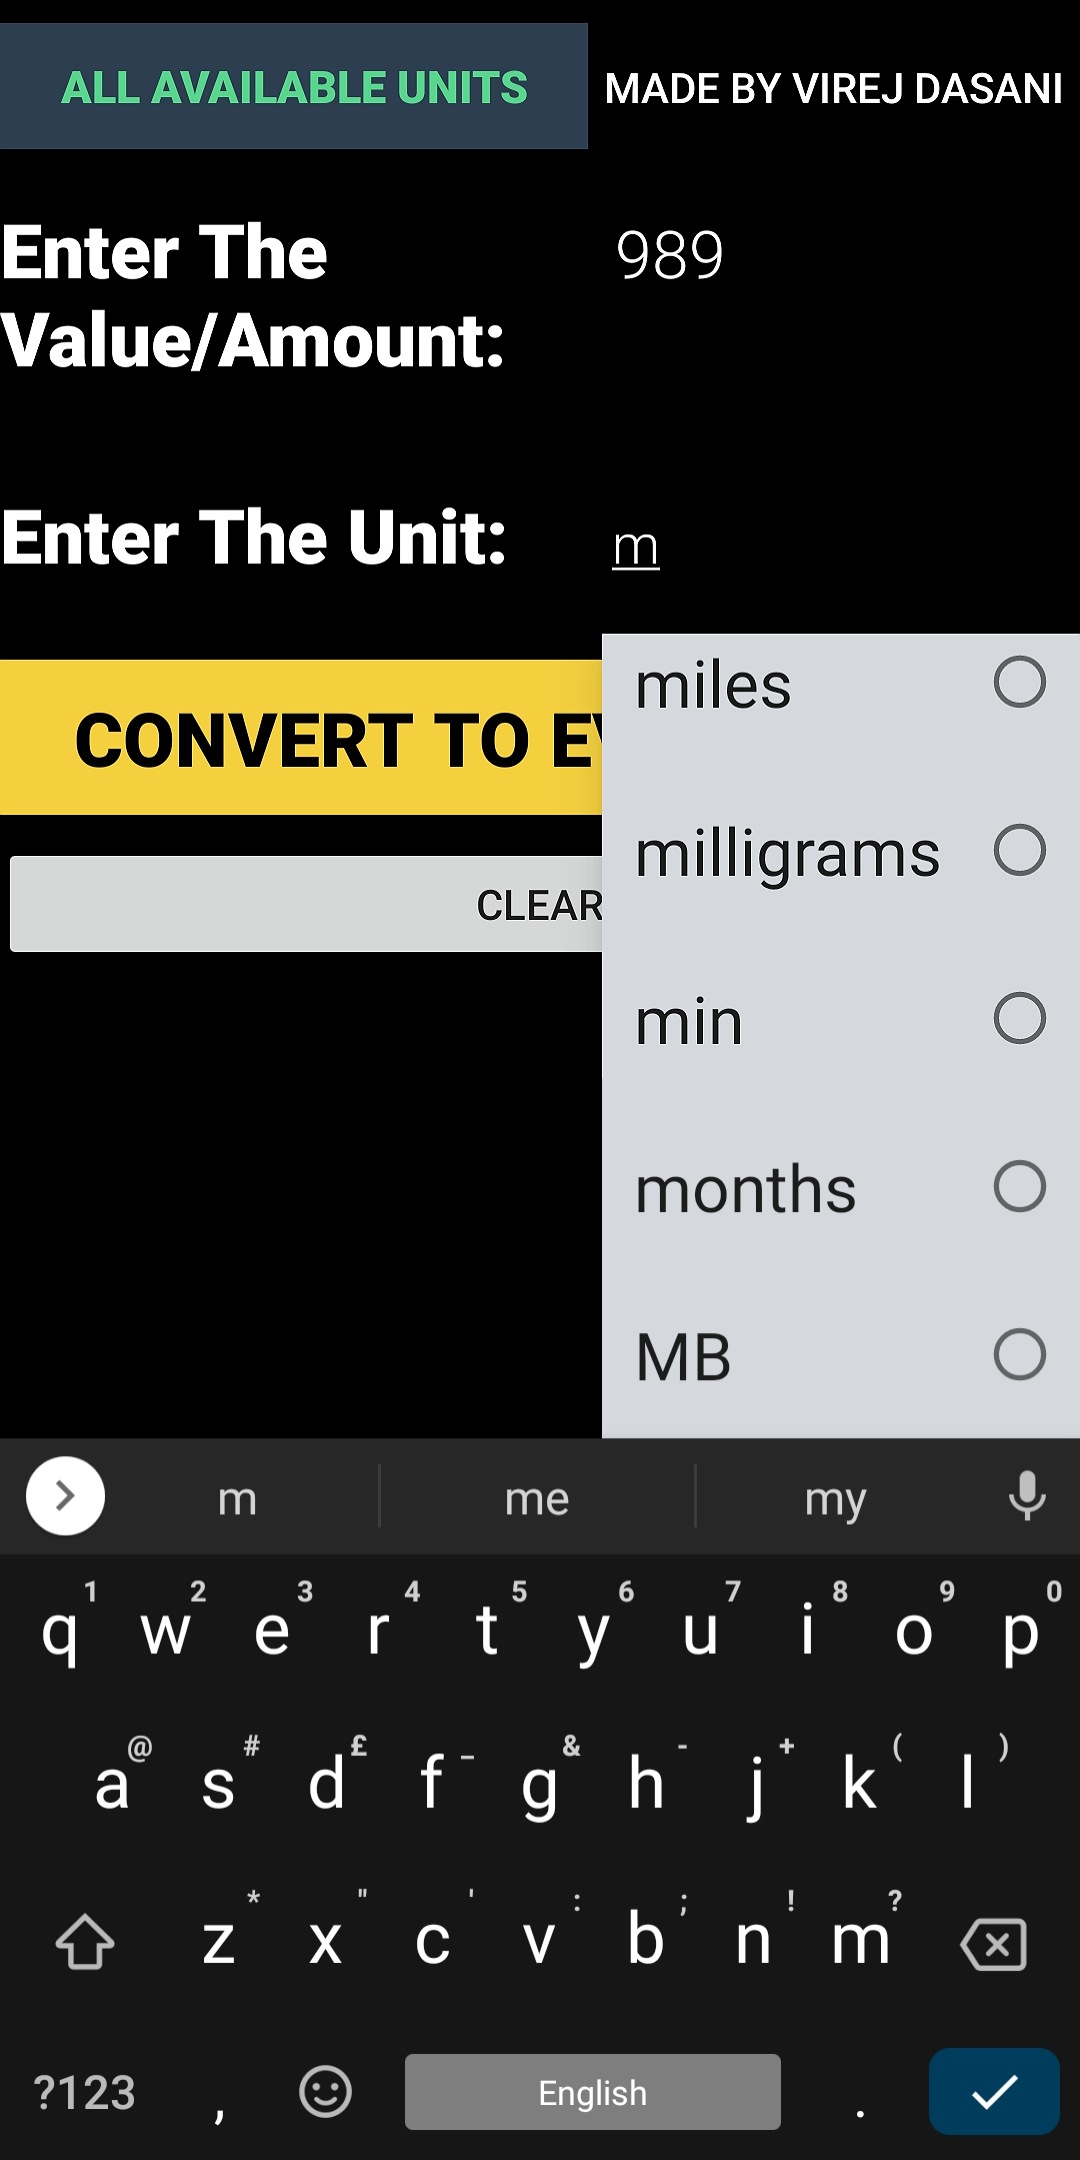 ALL AVAILABLE UNITS
MADE BY VIREJ DASANI
Enter The
Value/Amount:
989
Enter The Unit:
m
CONVERT TO EV
CLEAR
miles
milligrams
min
months
MB
m me my
1 2 3 4 5 6 7 8 9 0
q w e r t y u i o p
@ # £ _ & - + ( )
a s d f g h j k l
* " ' : ; ! ?
z x c v b n m
?123 , English .